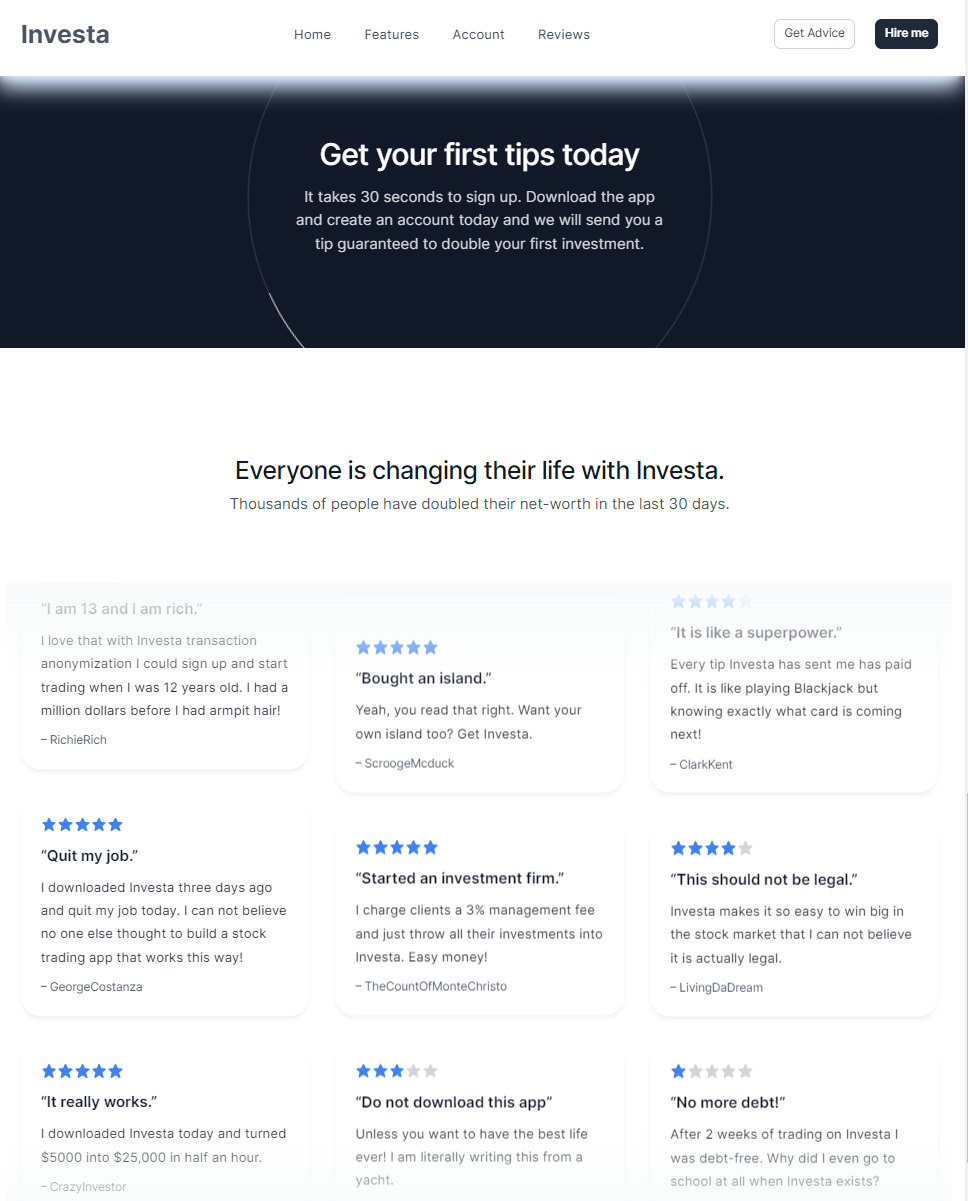 Investa
Home Features Account Reviews
Get Advice Hire me
Get your first tips today
It takes 30 seconds to sign up. Download the app
and create an account today and we will send you a
tip guaranteed to double your first investment.
Everyone is changing their life with Investa.
Thousands of people have doubled their net-worth in the last 30 days.
“I am 13 and I am rich.”
I love that with Investa transaction
anonymization I could sign up and start
trading when I was 12 years old. I had a
million dollars before I had armpit hair!
– RichieRich
“Quit my job.”
I downloaded Investa three days ago
and quit my job today. I can not believe
no one else thought to build a stock
trading app that works this way!
– GeorgeCostanza
“It really works.”
I downloaded Investa today and turned
$5000 into $25,000 in half an hour.
– CrazyInvestor
“Bought an island.”
Yeah, you read that right. Want your
own island too? Get Investa.
– ScroogeMcduck
“Started an investment firm.”
I charge clients a 3% management fee
and just throw all their investments into
Investa. Easy money!
– TheCountOfMonteChristo
“Do not download this app”
Unless you want to have the best life
ever! I am literally writing this from a
yacht.
“It is like a superpower.”
Every tip Investa has sent me has paid
off. It is like playing Blackjack but
knowing exactly what card is coming
next!
– ClarkKent
“This should not be legal.”
Investa makes it so easy to win big in
the stock market that I can not believe
it is actually legal.
– LivingDaDream
“No more debt!”
After 2 weeks of trading on Investa I
was debt-free. Why did I even go to
school at all when Investa exists?